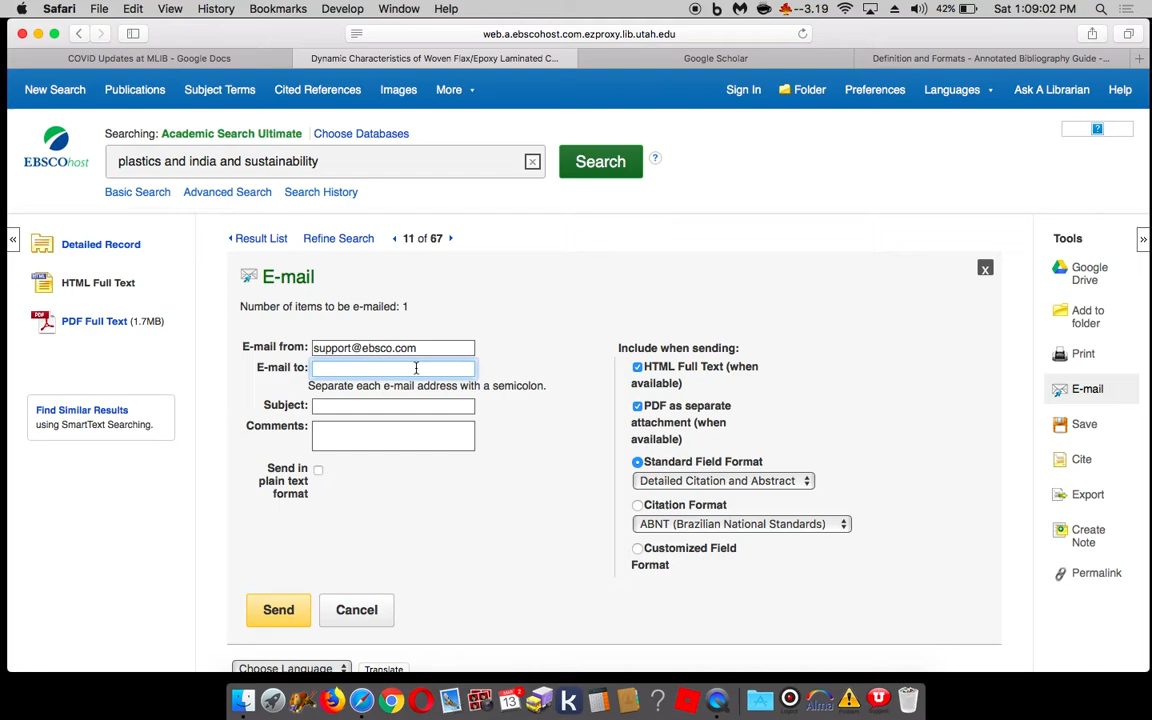 Safari File Edit View History Bookmarks Develop Window Help --3.19 42% Sat 1:09:02 PM
web.a.ebscohost.com.ezproxy.lib.utah.edu
COVID Updates at MLIB - Google Docs
Dynamic Characteristics of Woven Flax/Epoxy Laminated C...
Google Scholar
Definition and Formats - Annotated Bibliography Guide -...
New Search Publications Subject Terms Cited References Images More
Sign In Folder Preferences Languages Ask A Librarian Help
EBSCOhost
Searching: Academic Search Ultimate Choose Databases
plastics and india and sustainability
Search
?
Basic Search Advanced Search Search History
Detailed Record
HTML Full Text
PDF Full Text (1.7MB)
Find Similar Results
using SmartText Searching.
Result List Refine Search 11 of 67
E-mail
x
Number of items to be e-mailed: 1
E-mail from: support@ebsco.com
E-mail to:
Separate each e-mail address with a semicolon.
Subject:
Comments:
Send in
plain text
format
Include when sending:
HTML Full Text (when
available)
PDF as separate
attachment (when
available)
Standard Field Format
Detailed Citation and Abstract
Citation Format
ABNT (Brazilian National Standards)
Customized Field
Format
Send
Cancel
Choose Language
Translate
Tools
Google
Drive
Add to
folder
Print
E-mail
Save
Cite
Export
Create
Note
Permalink